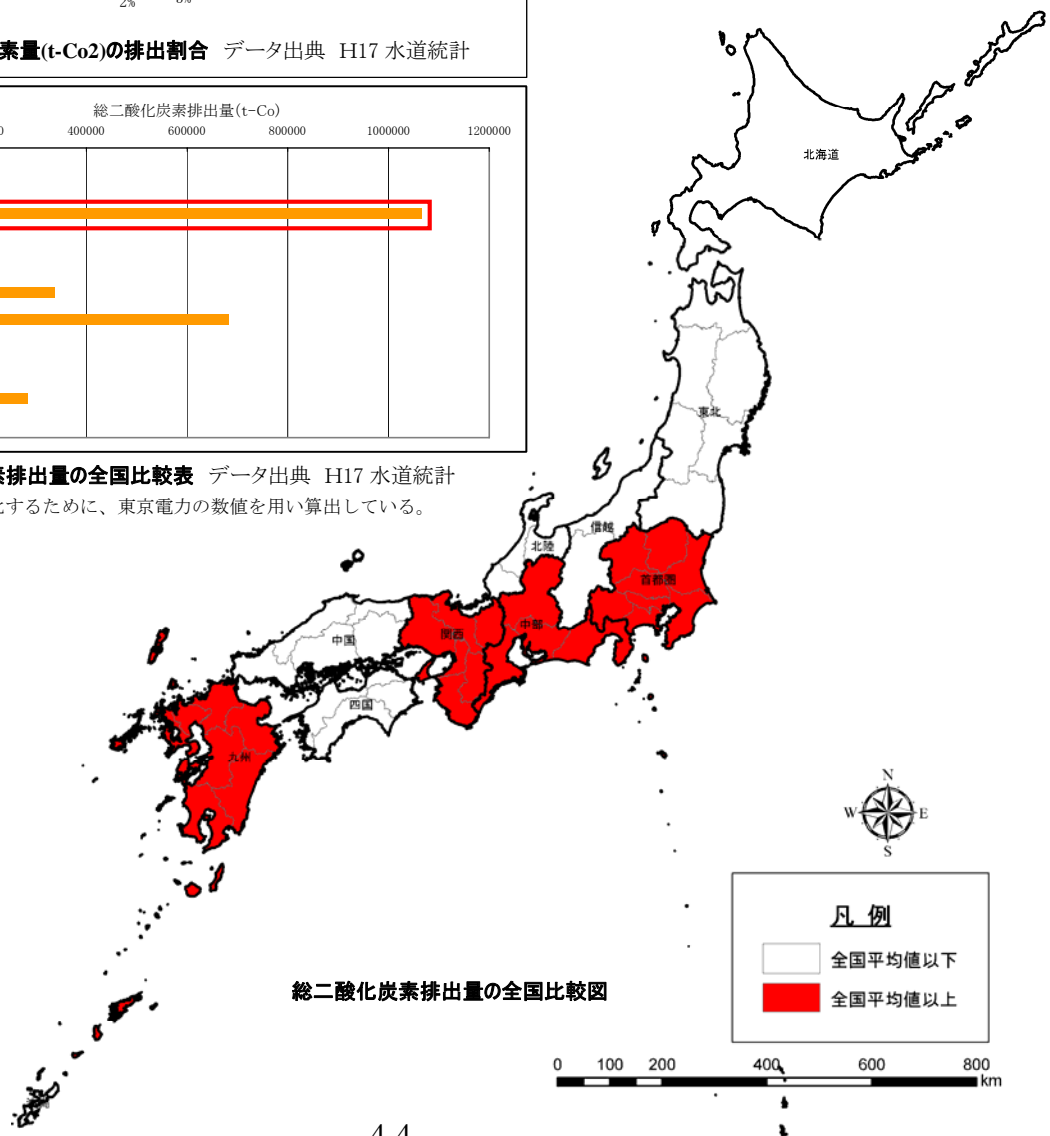 2%
素量(t-Co2)の排出割合 データ出典 H17 水道統計
総二酸化炭素排出量(t-Co)
0 400000 600000 800000 1000000 1200000
素排出量の全国比較表 データ出典 H17 水道統計
化するために、東京電力の数値を用い算出している。
北海道
東北
信越
北陸
首都圏
中部
関西
中国
四国
九州
N
W E
S
凡 例
全国平均値以下
全国平均値以上
総二酸化炭素排出量の全国比較図
0 100 200 400 600 800
km
4-4